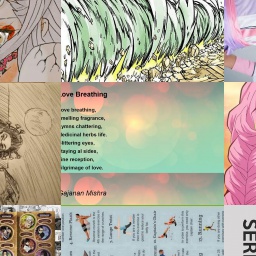 Love Breathing
ove breathing,
melling fragrance,
ymns chattering,
edicinal herbs life.
littering eyes,
taying al sides,
ine reception,
ilgrimage of love.
Gajanan Mishra
SER